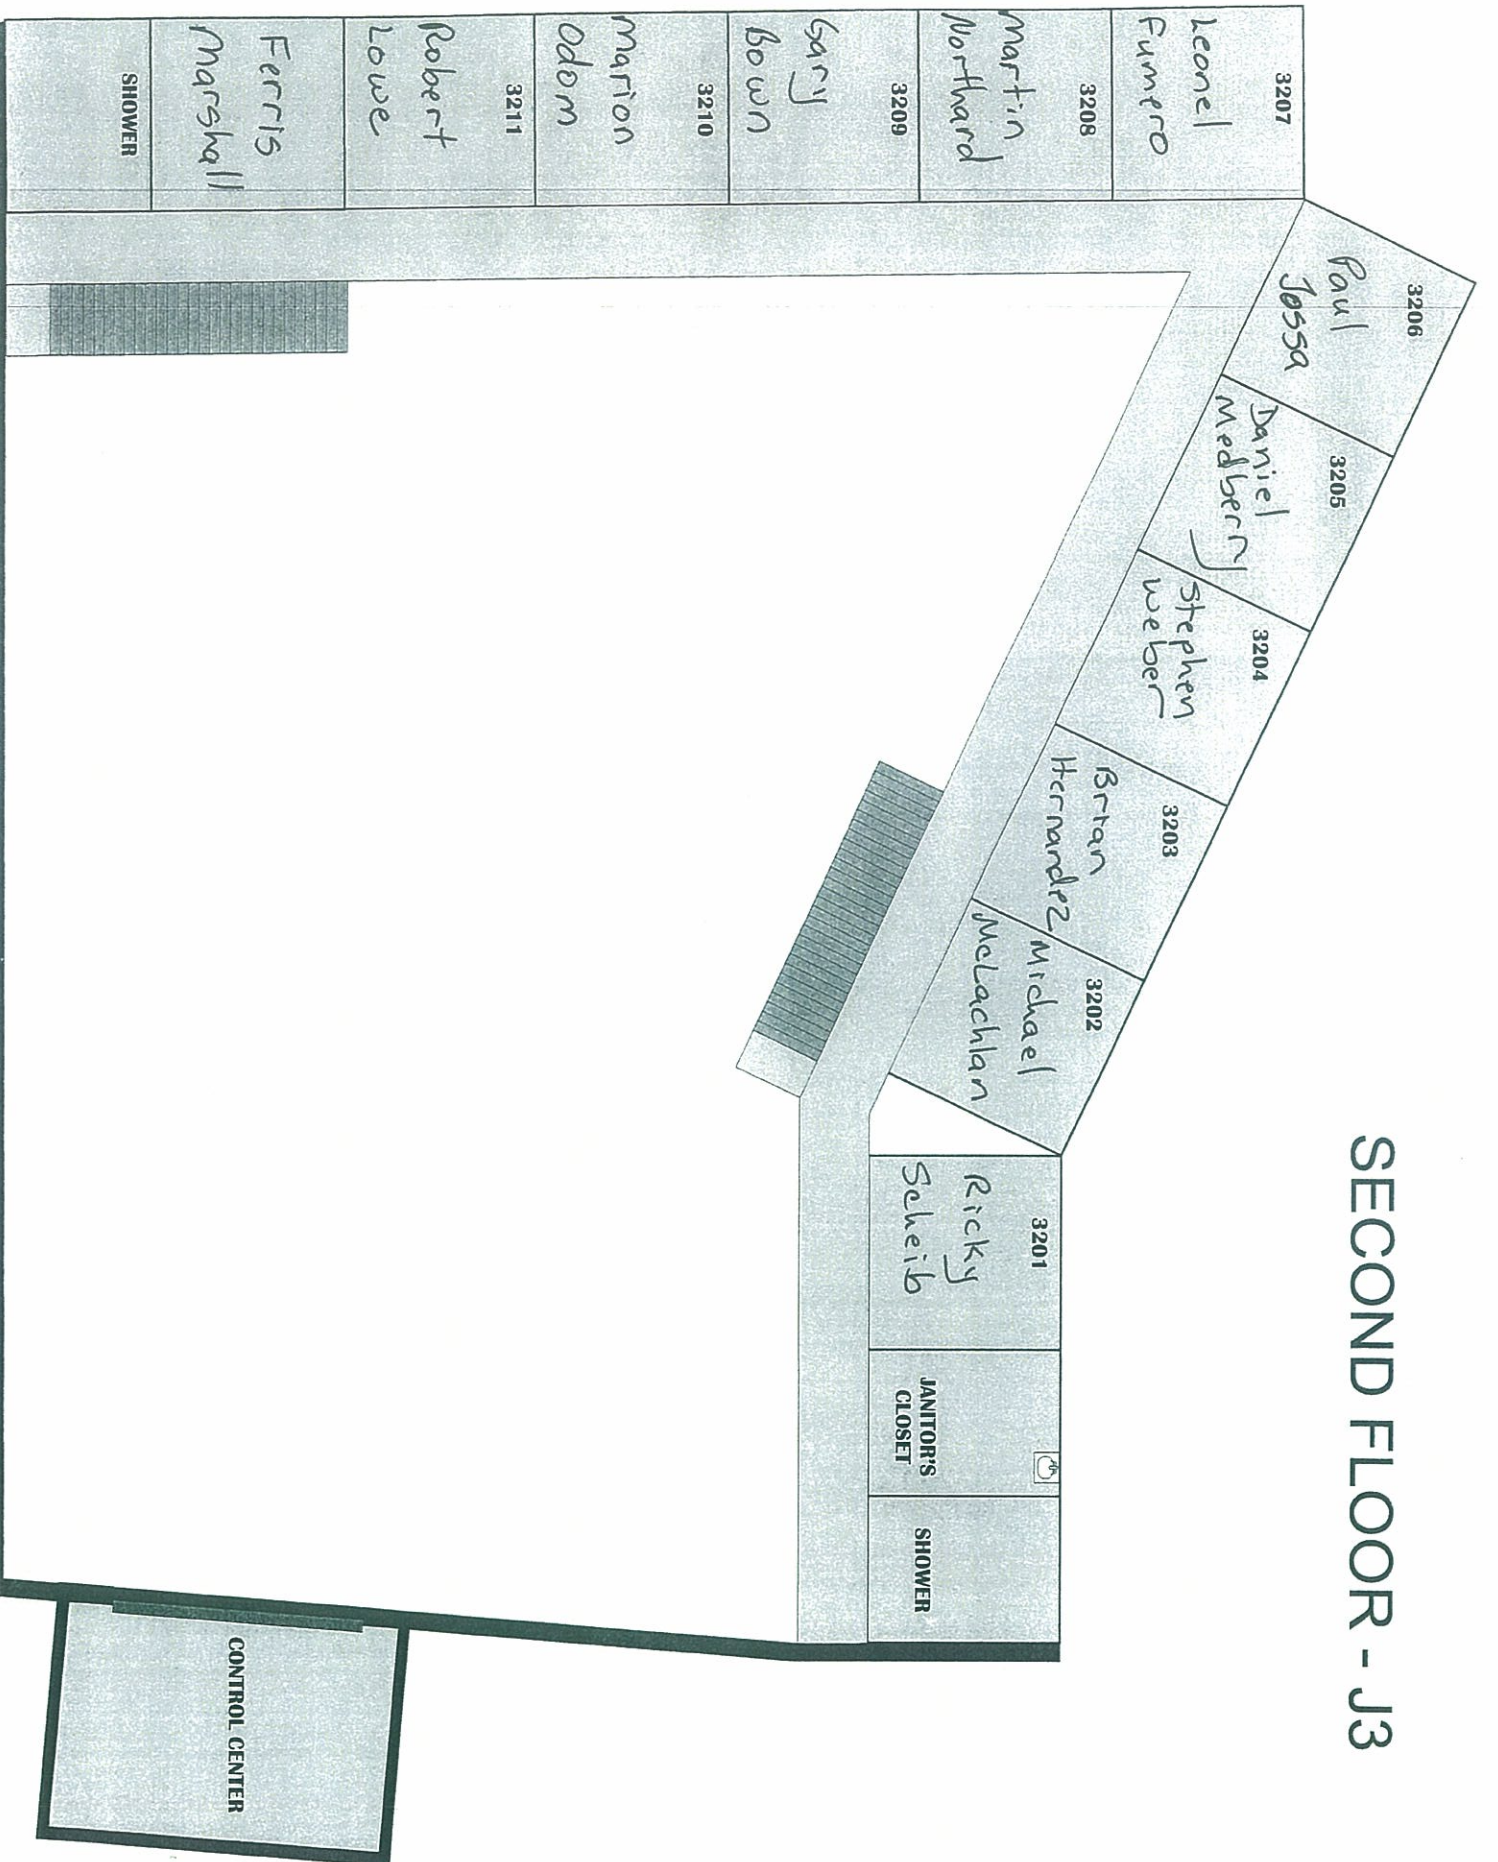 SECOND FLOOR - J3
3206
Paul
Jossa
3205
Daniel
Medberry
3204
Stephen
Weber
3203
Brian
Hernandez
3202
Michael
McLachlan
3201
Ricky
Scheib
JANITOR'S
CLOSET
SHOWER
3207
Leonel
Fumero
3208
Martin
Northard
3209
Gary
Bown
3210
Marion
Odom
3211
Robert
Lowe
Ferris
Marshall
SHOWER
CONTROL CENTER